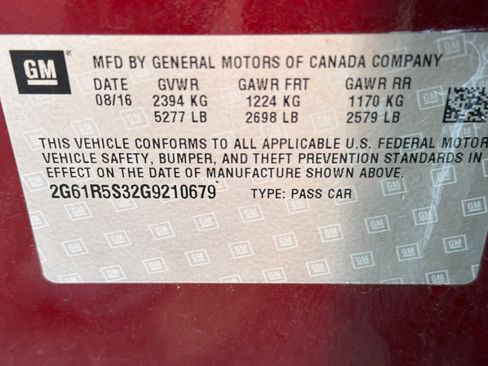 GM
MFD BY GENERAL MOTORS OF CANADA COMPANY
DATE GVWR GAWR FRT GAWR RR
08/16 2394 KG 1224 KG 1170 KG
5277 LB 2698 LB 2579 LB
THIS VEHICLE CONFORMS TO ALL APPLICABLE U.S. FEDERAL MOTOR
VEHICLE SAFETY, BUMPER, AND THEFT PREVENTION STANDARDS IN
EFFECT ON THE DATE OF MANUFACTURE SHOWN ABOVE.
2G61R5S32G9210679 TYPE: PASS CAR